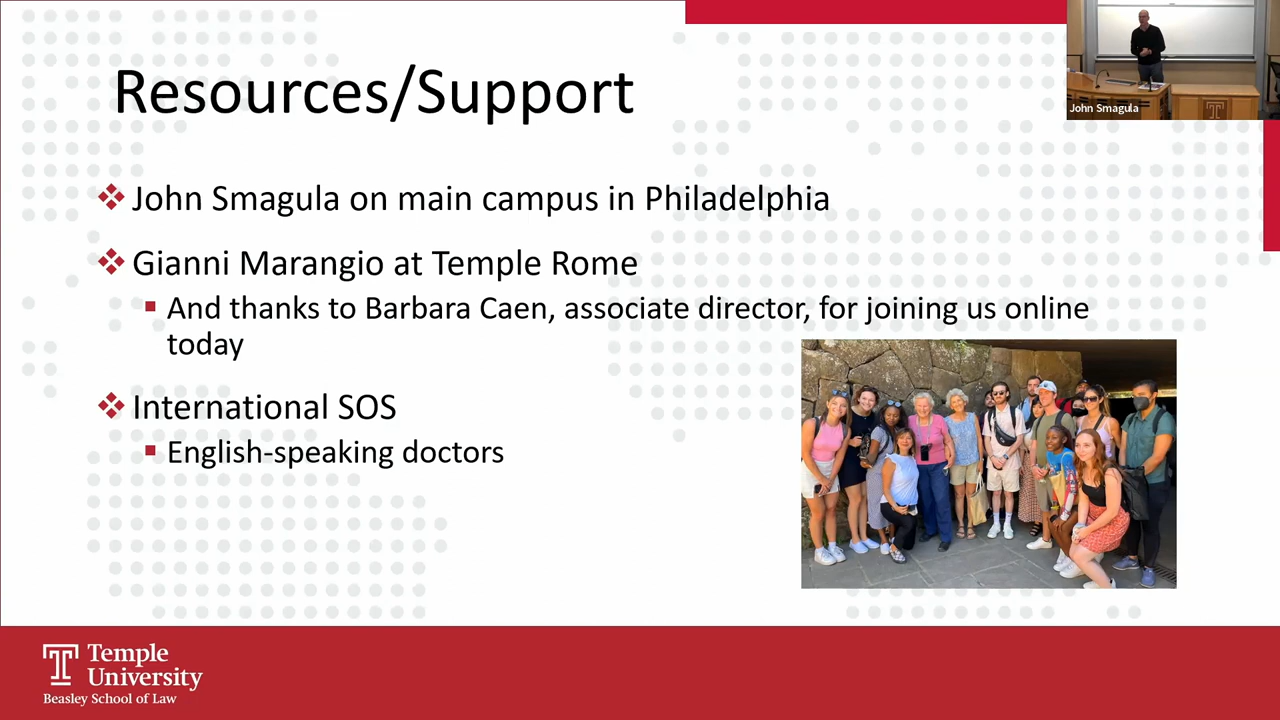 Resources/Support
John Smagula
❖ John Smagula on main campus in Philadelphia
❖ Gianni Marangio at Temple Rome
▪ And thanks to Barbara Caen, associate director, for joining us online
today
❖ International SOS
▪ English-speaking doctors
Temple
University
Beasley School of Law